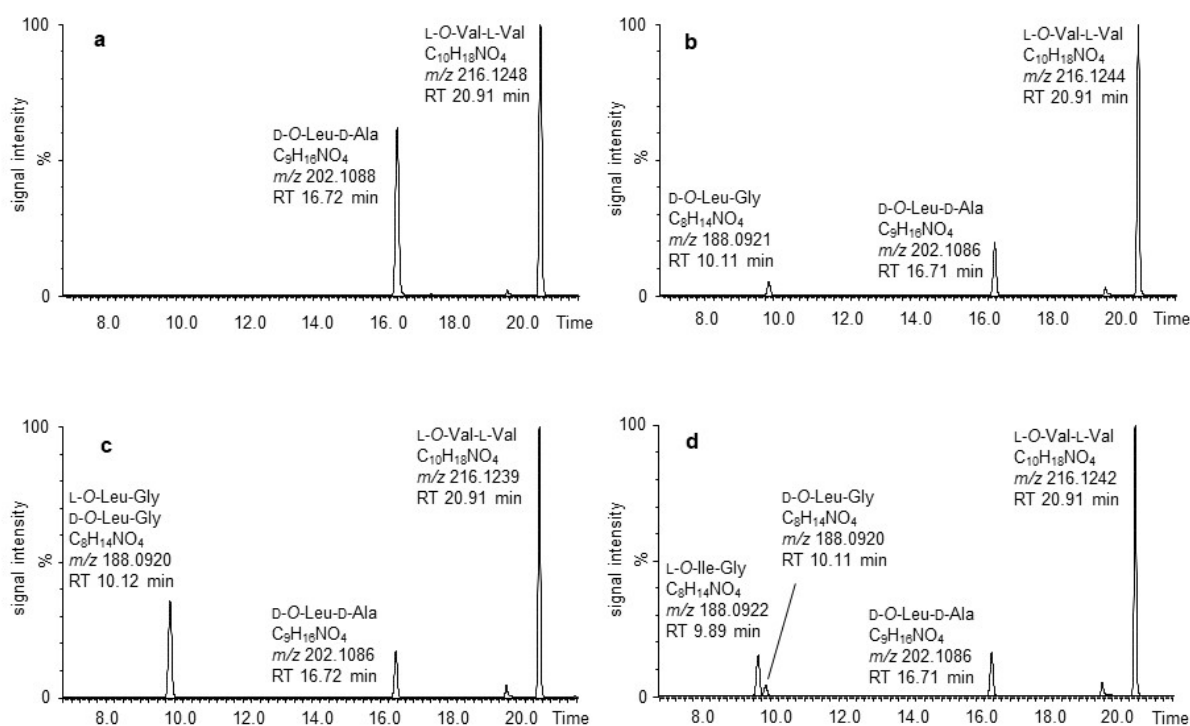 100
a
L-O-Val-L-Val
C₁₀H₁₈NO₄
m/z 216.1248
RT 20.91 min
D-O-Leu-D-Ala
C₉H₁₆NO₄
m/z 202.1088
RT 16.72 min
signal intensity
%
0
8.0 10.0 12.0 14.0 16.0 18.0 20.0 Time
100
b
L-O-Val-L-Val
C₁₀H₁₈NO₄
m/z 216.1244
RT 20.91 min
D-O-Leu-Gly
C₈H₁₄NO₄
m/z 188.0921
RT 10.11 min
D-O-Leu-D-Ala
C₉H₁₆NO₄
m/z 202.1086
RT 16.71 min
signal intensity
%
0
8.0 10.0 12.0 14.0 16.0 18.0 20.0 Time
100
c
L-O-Val-L-Val
C₁₀H₁₈NO₄
m/z 216.1239
RT 20.91 min
L-O-Leu-Gly
D-O-Leu-Gly
C₈H₁₄NO₄
m/z 188.0920
RT 10.12 min
D-O-Leu-D-Ala
C₉H₁₆NO₄
m/z 202.1086
RT 16.72 min
signal intensity
%
0
8.0 10.0 12.0 14.0 16.0 18.0 20.0 Time
100
d
L-O-Val-L-Val
C₁₀H₁₈NO₄
m/z 216.1242
RT 20.91 min
D-O-Leu-Gly
C₈H₁₄NO₄
m/z 188.0920
RT 10.11 min
L-O-Ile-Gly
C₈H₁₄NO₄
m/z 188.0922
RT 9.89 min
D-O-Leu-D-Ala
C₉H₁₆NO₄
m/z 202.1086
RT 16.71 min
signal intensity
%
0
8.0 10.0 12.0 14.0 16.0 18.0 20.0 Time